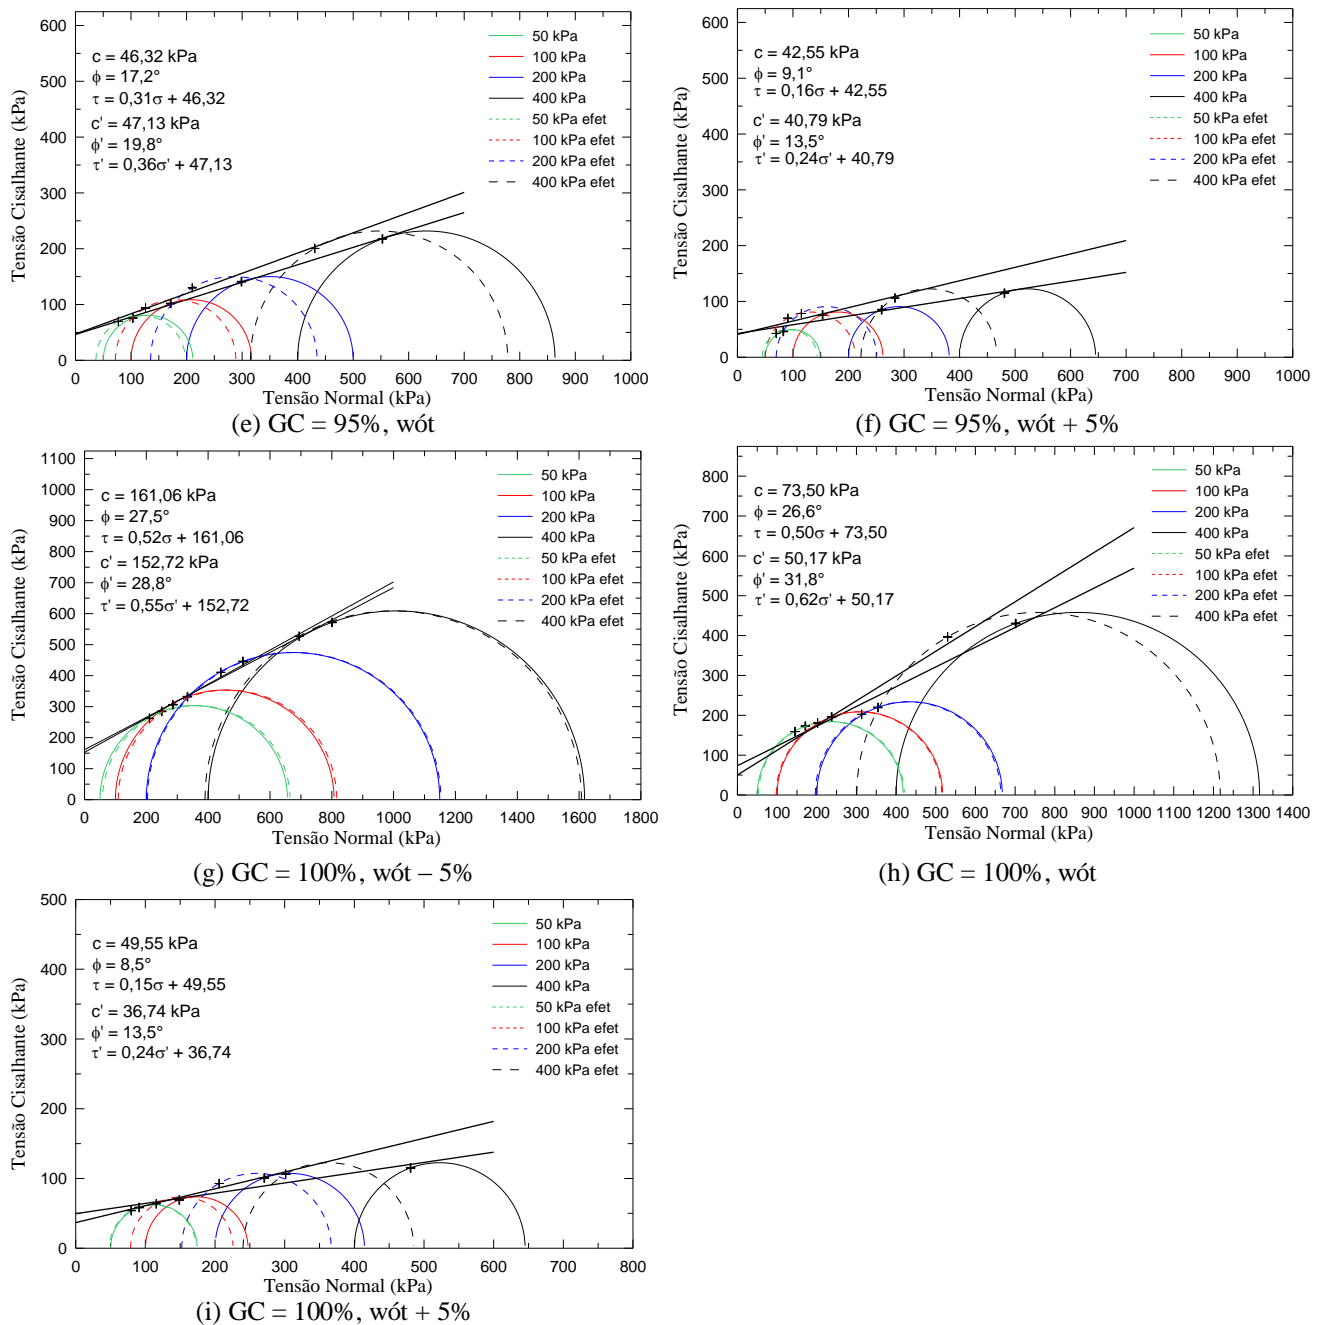 Tensão Cisalhante (kPa)
600
500
400
300
200
100
0
c = 46,32 kPa
ϕ = 17,2°
τ = 0,31σ + 46,32
c' = 47,13 kPa
ϕ' = 19,8°
τ' = 0,36σ' + 47,13
50 kPa
100 kPa
200 kPa
400 kPa
50 kPa efet
100 kPa efet
200 kPa efet
400 kPa efet
0 100 200 300 400 500 600 700 800 900 1000
Tensão Normal (kPa)
(e) GC = 95%, wót
Tensão Cisalhante (kPa)
600
500
400
300
200
100
0
c = 42,55 kPa
ϕ = 9,1°
τ = 0,16σ + 42,55
c' = 40,79 kPa
ϕ' = 13,5°
τ' = 0,24σ' + 40,79
50 kPa
100 kPa
200 kPa
400 kPa
50 kPa efet
100 kPa efet
200 kPa efet
400 kPa efet
0 100 200 300 400 500 600 700 800 900 1000
Tensão Normal (kPa)
(f) GC = 95%, wót + 5%
Tensão Cisalhante (kPa)
1100
1000
900
800
700
600
500
400
300
200
100
0
c = 161,06 kPa
ϕ = 27,5°
τ = 0,52σ + 161,06
c' = 152,72 kPa
ϕ' = 28,8°
τ' = 0,55σ' + 152,72
50 kPa
100 kPa
200 kPa
400 kPa
50 kPa efet
100 kPa efet
200 kPa efet
400 kPa efet
0 200 400 600 800 1000 1200 1400 1600 1800
Tensão Normal (kPa)
(g) GC = 100%, wót – 5%
Tensão Cisalhante (kPa)
800
700
600
500
400
300
200
100
0
c = 73,50 kPa
ϕ = 26,6°
τ = 0,50σ + 73,50
c' = 50,17 kPa
ϕ' = 31,8°
τ' = 0,62σ' + 50,17
50 kPa
100 kPa
200 kPa
400 kPa
50 kPa efet
100 kPa efet
200 kPa efet
400 kPa efet
0 100 200 300 400 500 600 700 800 900 1000 1100 1200 1300 1400
Tensão Normal (kPa)
(h) GC = 100%, wót
Tensão Cisalhante (kPa)
500
400
300
200
100
0
c = 49,55 kPa
ϕ = 8,5°
τ = 0,15σ + 49,55
c' = 36,74 kPa
ϕ' = 13,5°
τ' = 0,24σ' + 36,74
50 kPa
100 kPa
200 kPa
400 kPa
50 kPa efet
100 kPa efet
200 kPa efet
400 kPa efet
0 100 200 300 400 500 600 700 800
Tensão Normal (kPa)
(i) GC = 100%, wót + 5%